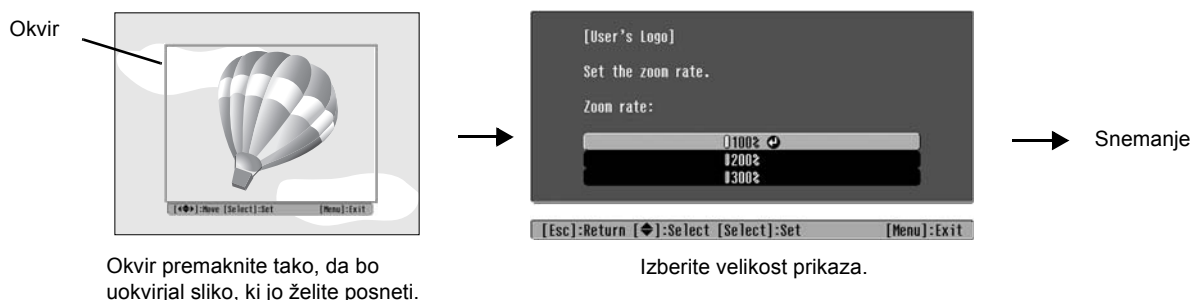 Okvir
[User's Logo]
Set the zoom rate.
Zoom rate:
100%
200%
300%
Snemanje
[Select]:Set [Menu]:Exit
[Esc]:Return [ ]:Select [Select]:Set [Menu]:Exit
Okvir premaknite tako, da bo
uokvirjal sliko, ki jo želite posneti.
Izberite velikost prikaza.